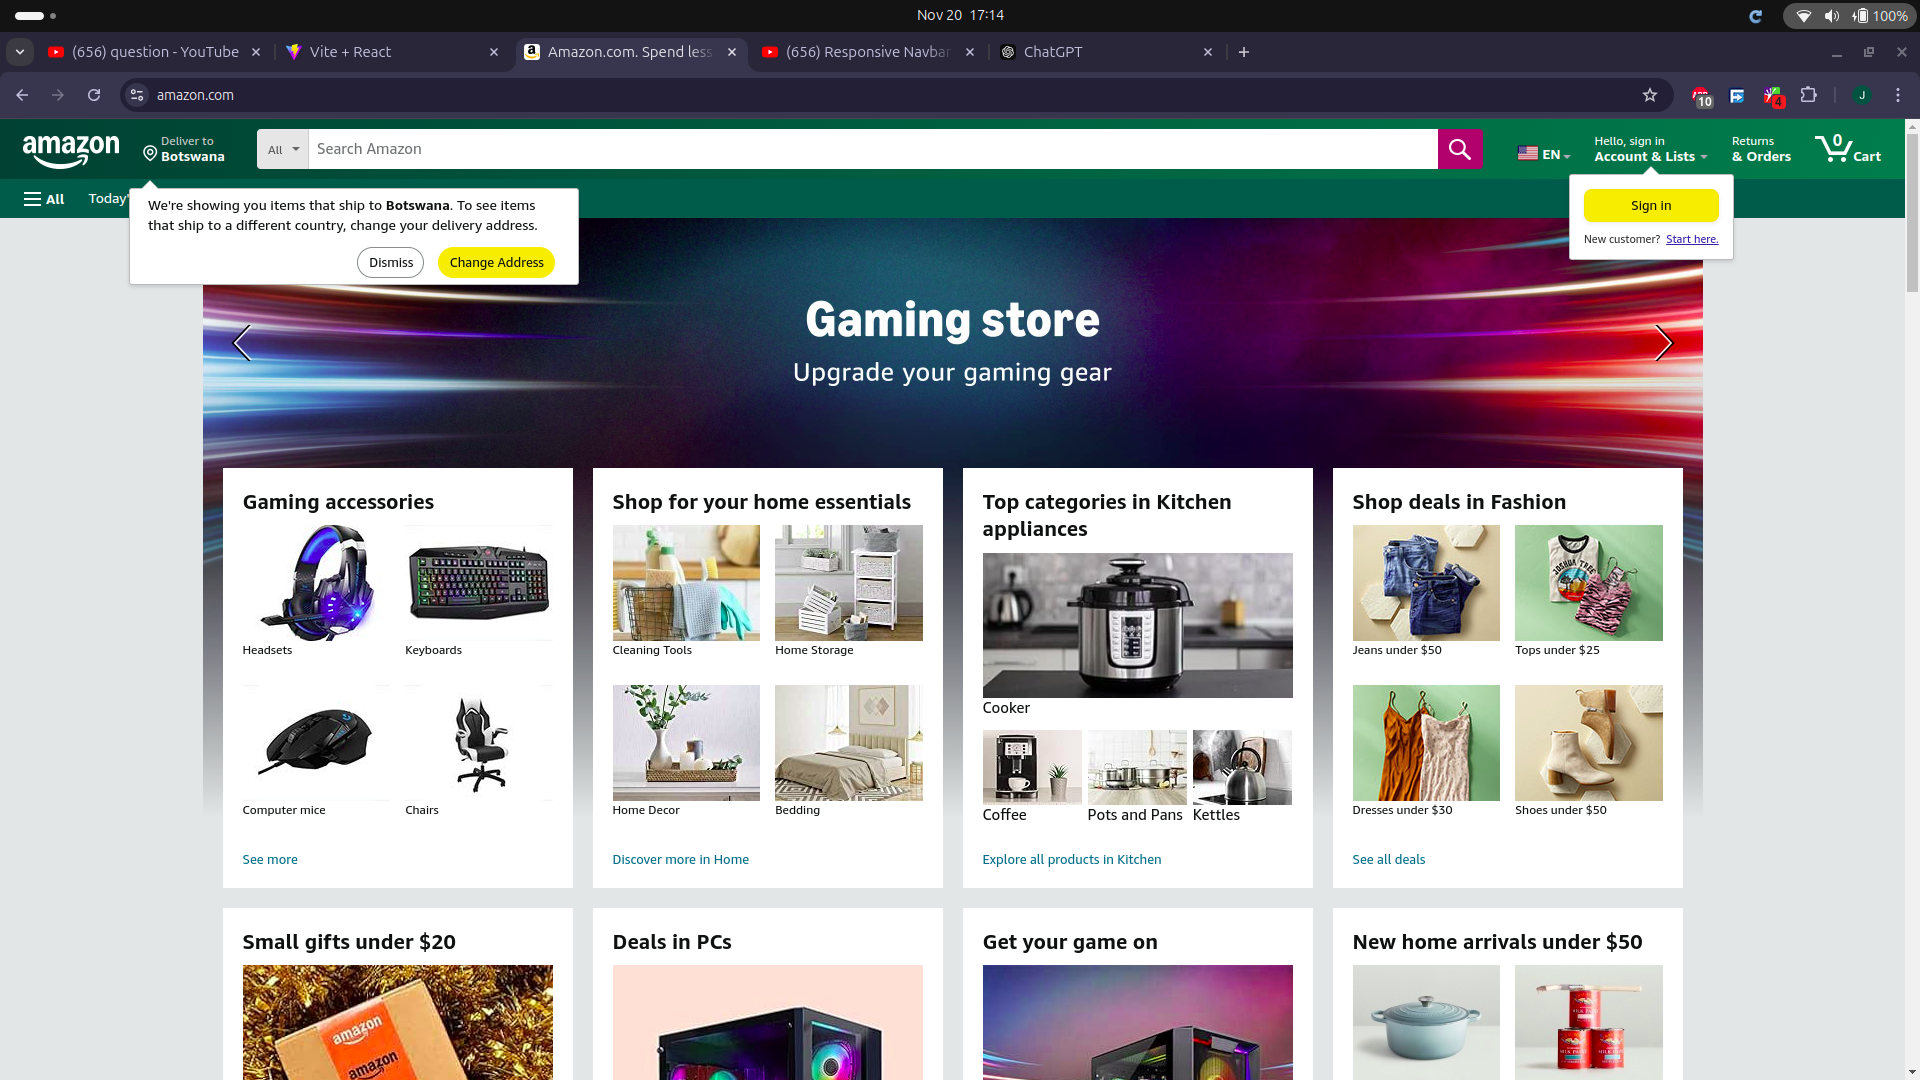 Nov 20 17:14
100%
(656) question - YouTube
Vite + React
Amazon.com. Spend less
(656) Responsive Navbar
ChatGPT
amazon.com
10
4
J
amazon
Deliver to
Botswana
All
Search Amazon
EN
Hello, sign in
Account & Lists
Returns
& Orders
0
Cart
All
Today'
We're showing you items that ship to Botswana. To see items
that ship to a different country, change your delivery address.
Dismiss
Change Address
Sign in
New customer? Start here.
Gaming store
Upgrade your gaming gear
Gaming accessories
Headsets
Keyboards
Computer mice
Chairs
See more
Shop for your home essentials
Cleaning Tools
Home Storage
Home Decor
Bedding
Discover more in Home
Top categories in Kitchen
appliances
Cooker
Coffee
Pots and Pans
Kettles
Explore all products in Kitchen
Shop deals in Fashion
JOSHUA TREE
Jeans under $50
Tops under $25
Dresses under $30
Shoes under $50
See all deals
Small gifts under $20
amazon
amazon
Deals in PCs
Get your game on
New home arrivals under $50
MILK PAINT
MILK PAINT
MILK PAINT